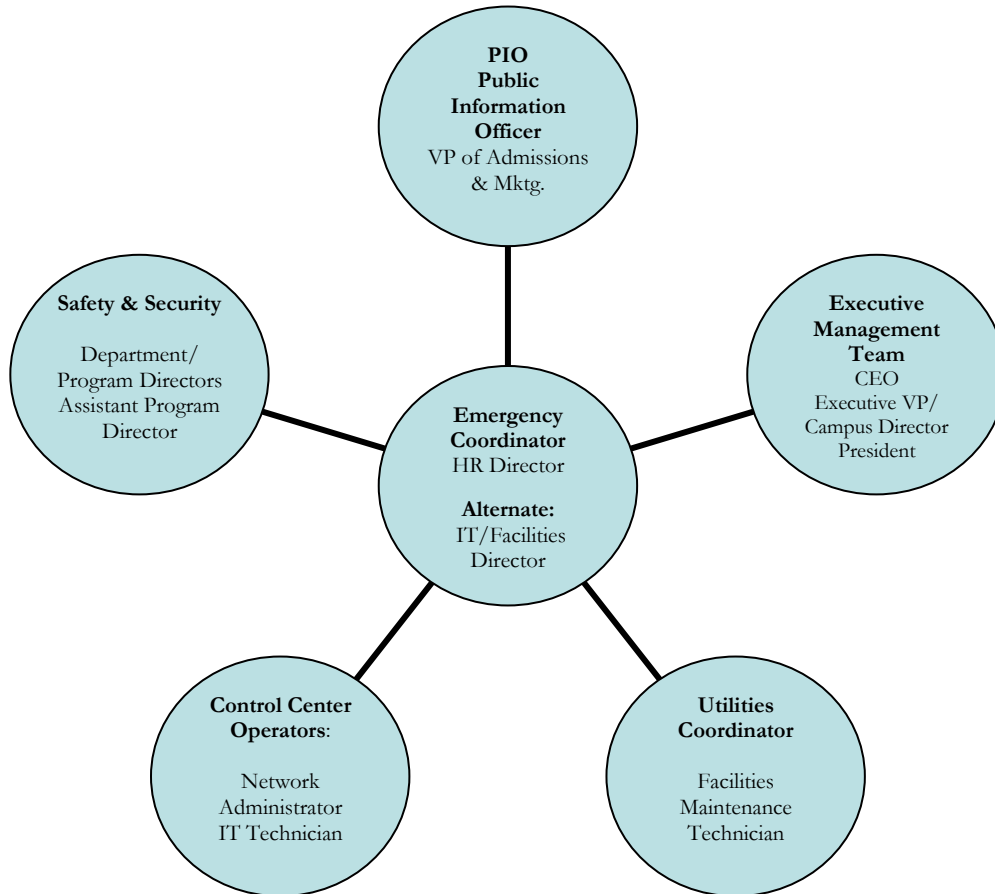 PIO
Public
Information
Officer
VP of Admissions
& Mktg.
Safety & Security
Department/
Program Directors
Assistant Program
Director
Executive
Management
Team
CEO
Executive VP/
Campus Director
President
Emergency
Coordinator
HR Director
Alternate:
IT/Facilities
Director
Control Center
Operators:
Network
Administrator
IT Technician
Utilities
Coordinator
Facilities
Maintenance
Technician